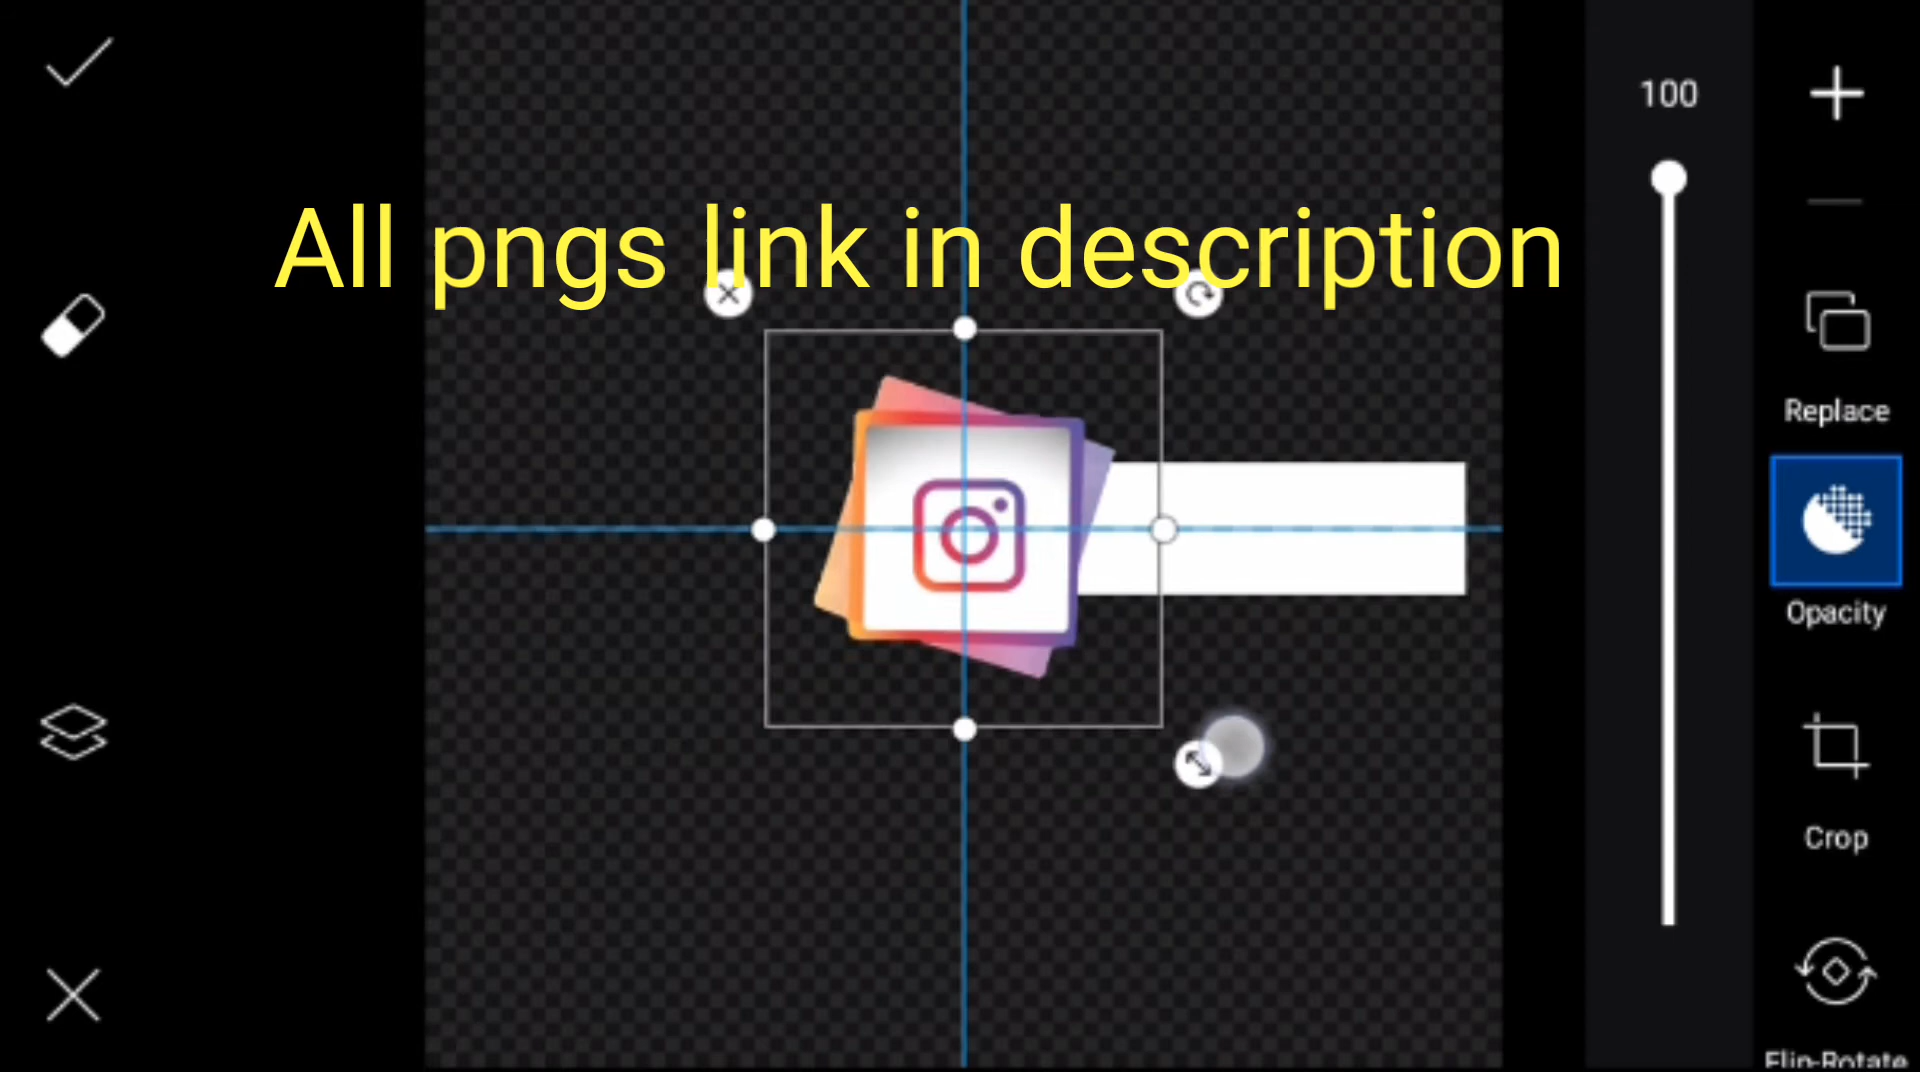 100
All pngs link in description
Replace
Opacity
Crop
Flip-Rotate